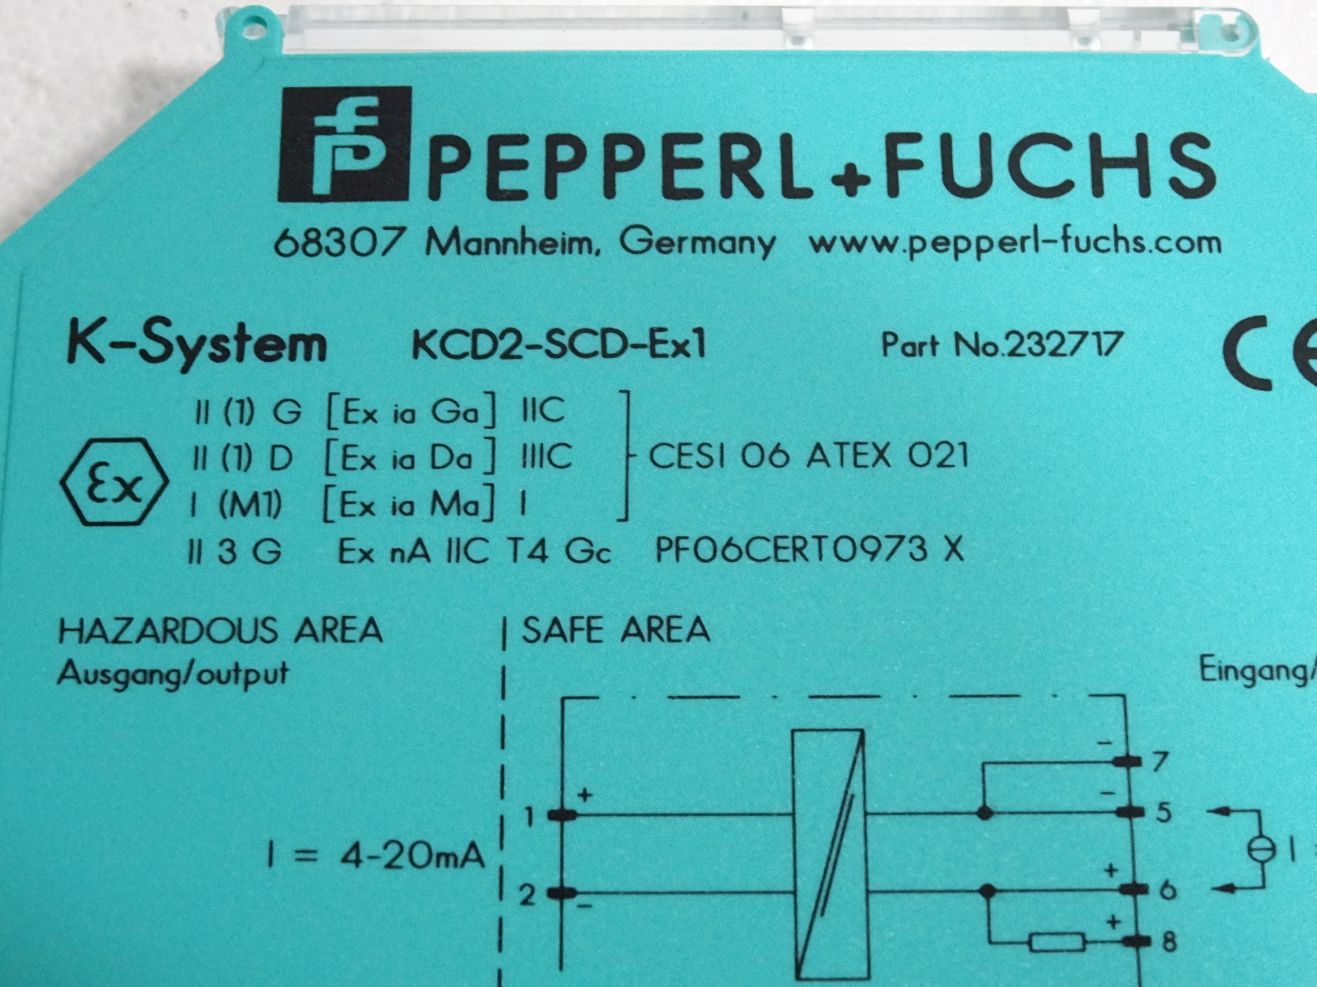 fp PEPPERL+FUCHS
68307 Mannheim, Germany www.pepperl-fuchs.com
K-System KCD2-SCD-Ex1 Part No.232717 CE
II (1) G [Ex ia Ga] IIC
II (1) D [Ex ia Da] IIIC
CESI 06 ATEX 021
Ex
I (M1) [Ex ia Ma] I
II 3 G Ex nA IIC T4 Gc PF06CERT0973 X
HAZARDOUS AREA SAFE AREA
Ausgang/output Eingang/
- 7
1 + - 5
I = 4-20mA I =
2 - + 6
+ 8